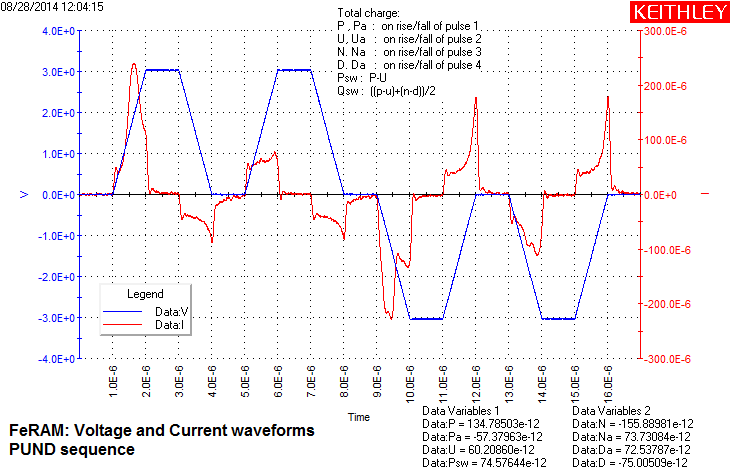 08/28/2014 12:04:15
KEITHLEY
Total charge:
P , Pa : on rise/fall of pulse 1
U, Ua : on rise/fall of pulse 2
N. Na : on rise/fall of pulse 3
D. Da : on rise/fall of pulse 4
Psw : P-U
Qsw : ((p-u)+(n-d))/2
4.0E+0
3.0E+0
2.0E+0
1.0E+0
0.0E+0
-1.0E+0
-2.0E+0
-3.0E+0
-4.0E+0
V
300.0E-6
200.0E-6
100.0E-6
0.0E+0
-100.0E-6
-200.0E-6
-300.0E-6
I
Legend
Data:V
Data:I
1.0E-6
2.0E-6
3.0E-6
4.0E-6
5.0E-6
6.0E-6
7.0E-6
8.0E-6
9.0E-6
10.0E-6
11.0E-6
12.0E-6
13.0E-6
14.0E-6
15.0E-6
16.0E-6
Time
FeRAM: Voltage and Current waveforms
PUND sequence
Data Variables 1
Data:P = 134.78503e-12
Data:Pa = -57.37963e-12
Data:U = 60.20860e-12
Data:Psw = 74.57644e-12
Data Variables 2
Data:N = -155.88981e-12
Data:Na = 73.73084e-12
Data:Da = 72.53787e-12
Data:D = -75.00509e-12